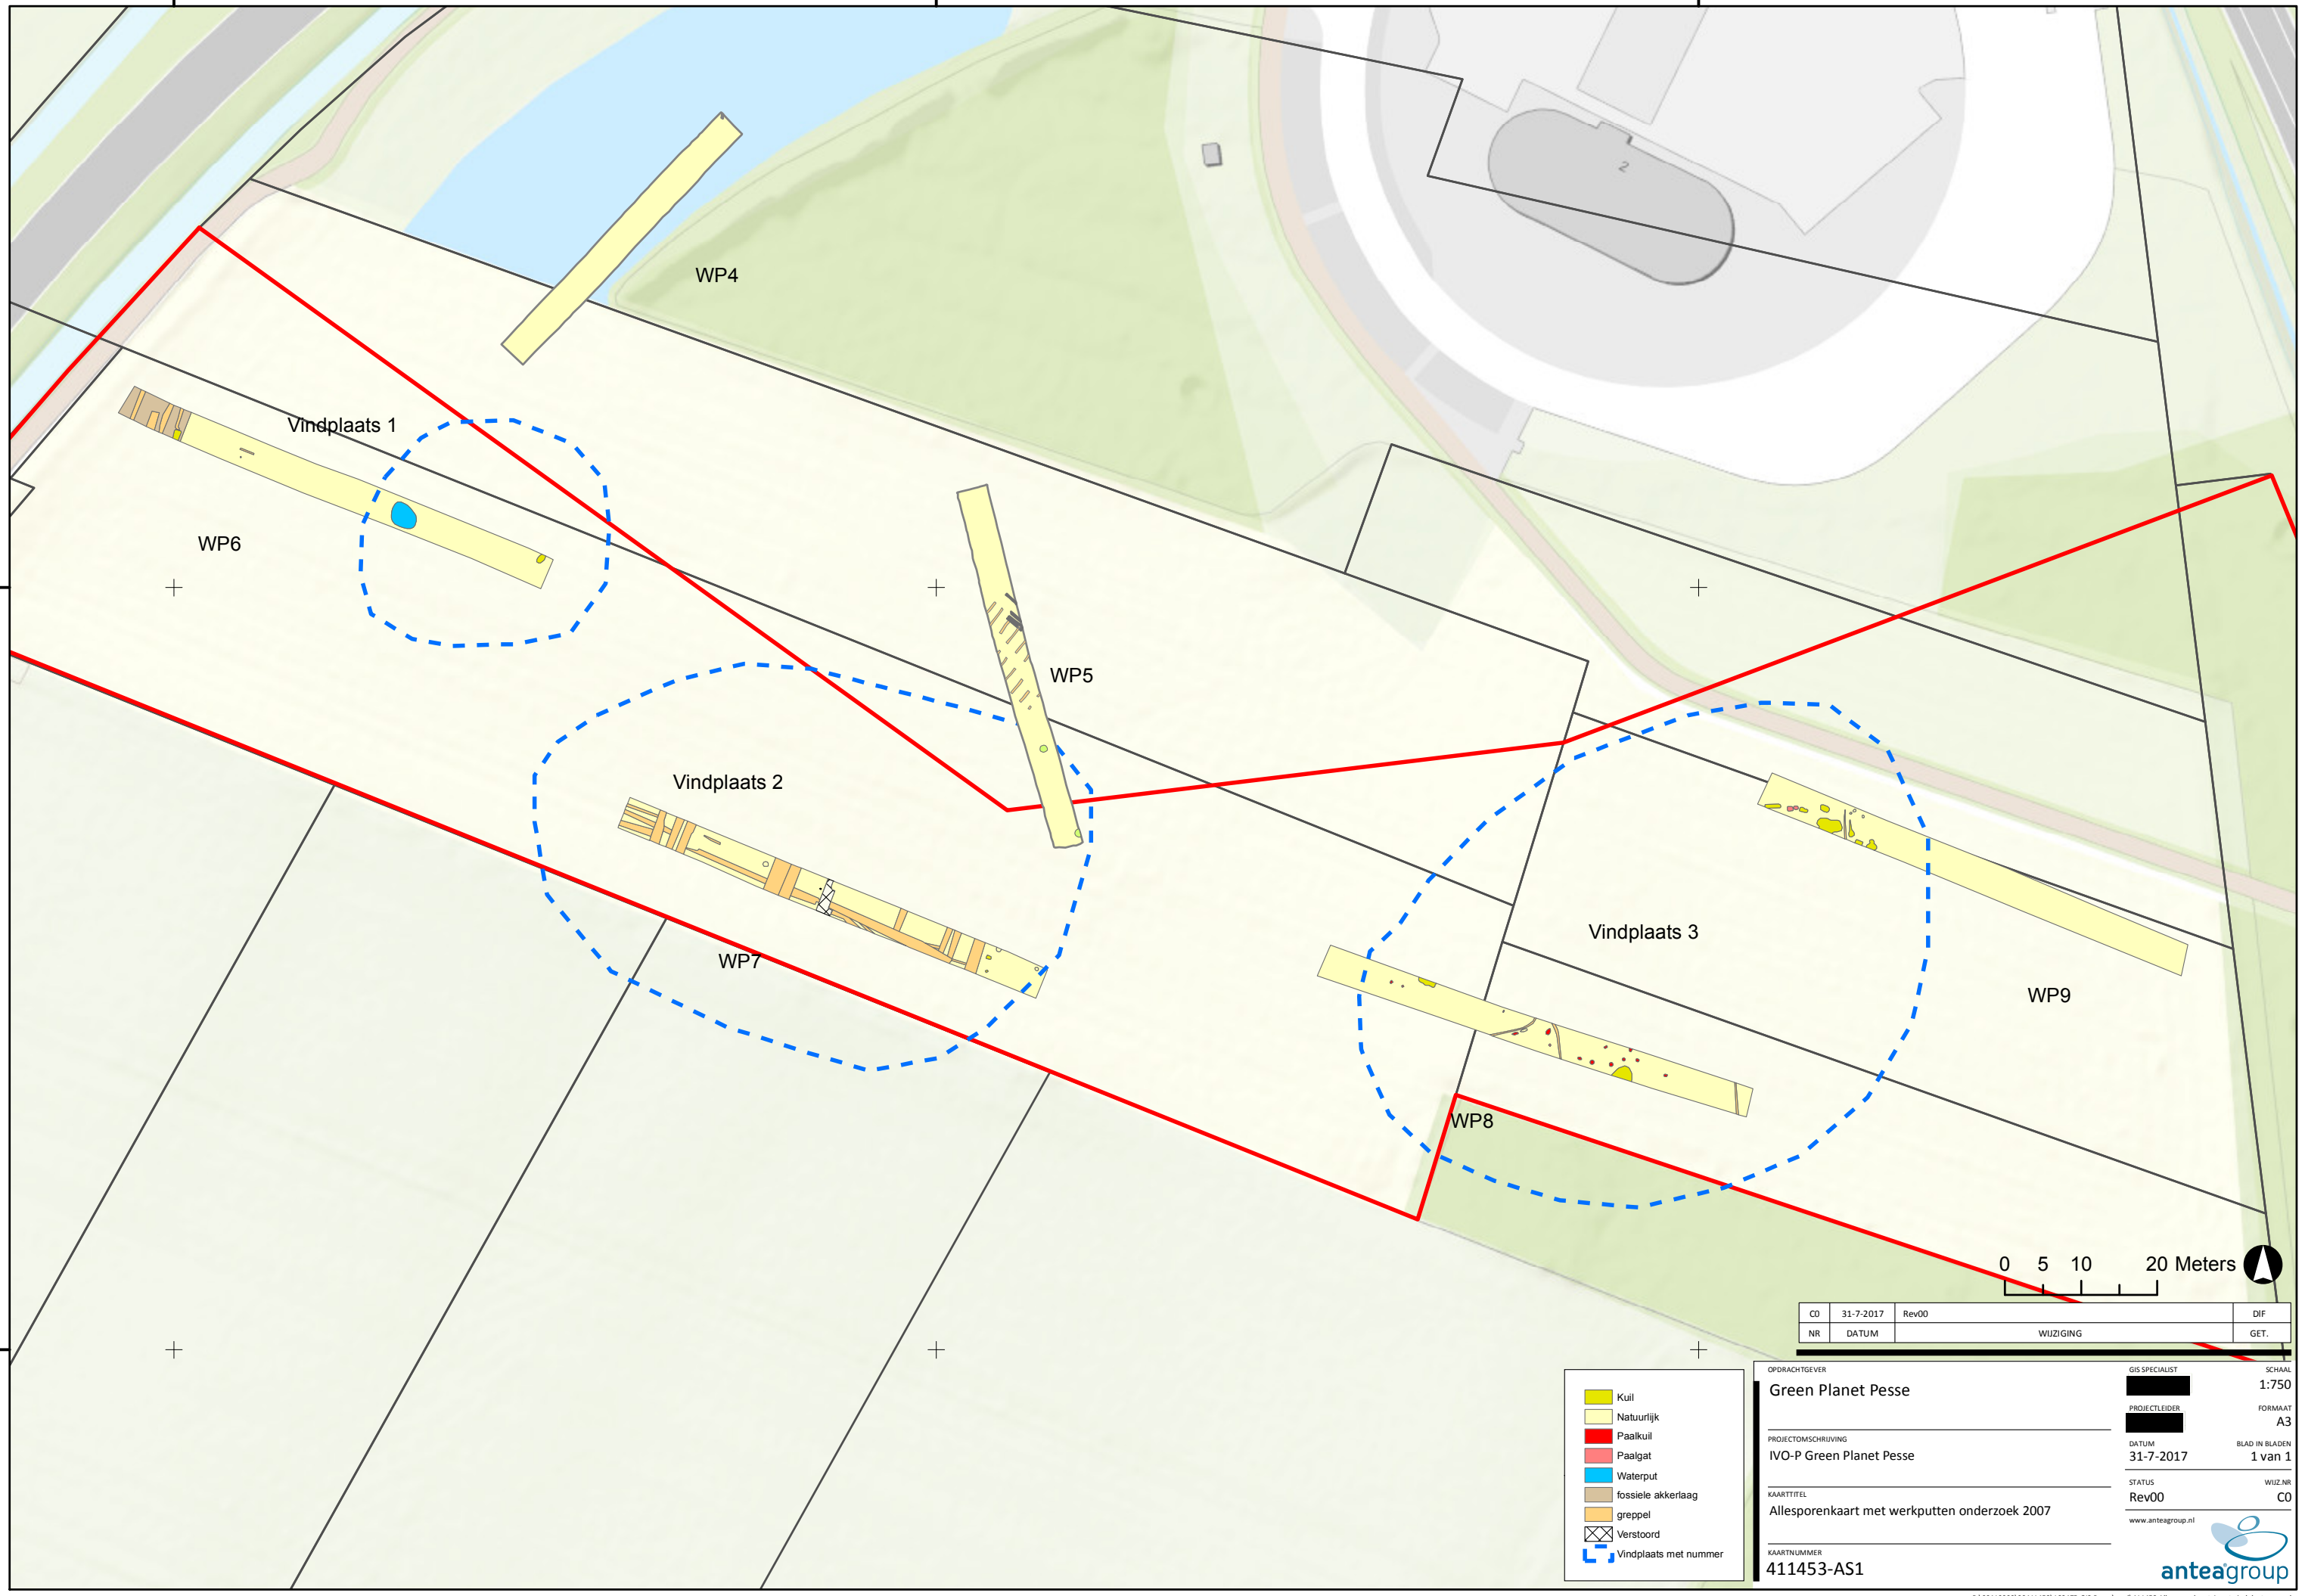 2
WP4
Vindplaats 1
WP6
WP5
Vindplaats 2
WP7
Vindplaats 3
WP9
WP8
0 5 10 20 Meters
C0 31-7-2017 Rev00 DIF
NR DATUM WIJZIGING GET.
Kuil
Natuurlijk
Paalkuil
Paalgat
Waterput
fossiele akkerlaag
greppel
Verstoord
Vindplaats met nummer
OPDRACHTGEVER
Green Planet Pesse
PROJECTOMSCHRIJVING
IVO-P Green Planet Pesse
KAARTTITEL
Allesporenkaart met werkputten onderzoek 2007
KAARTNUMMER
411453-AS1
GIS SPECIALIST SCHAAL
1:750
PROJECTLEIDER FORMAAT
A3
DATUM BLAD IN BLADEN
31-7-2017 1 van 1
STATUS WIJZ.NR
Rev00 C0
www.anteagroup.nl
anteagroup